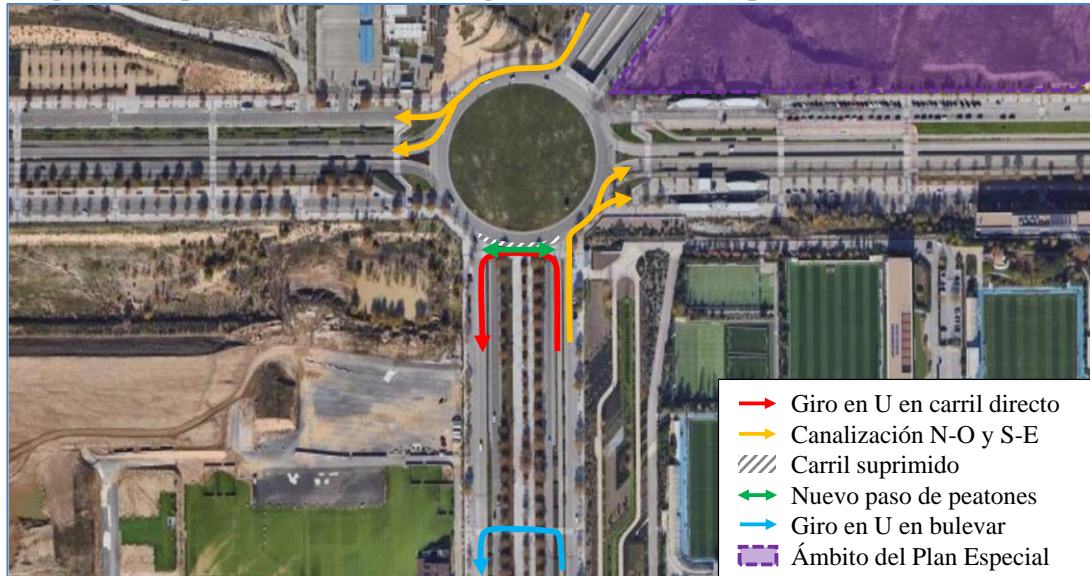 Giro en U en carril directo
Canalización N-O y S-E
Carril suprimido
Nuevo paso de peatones
Giro en U en bulevar
Ámbito del Plan Especial